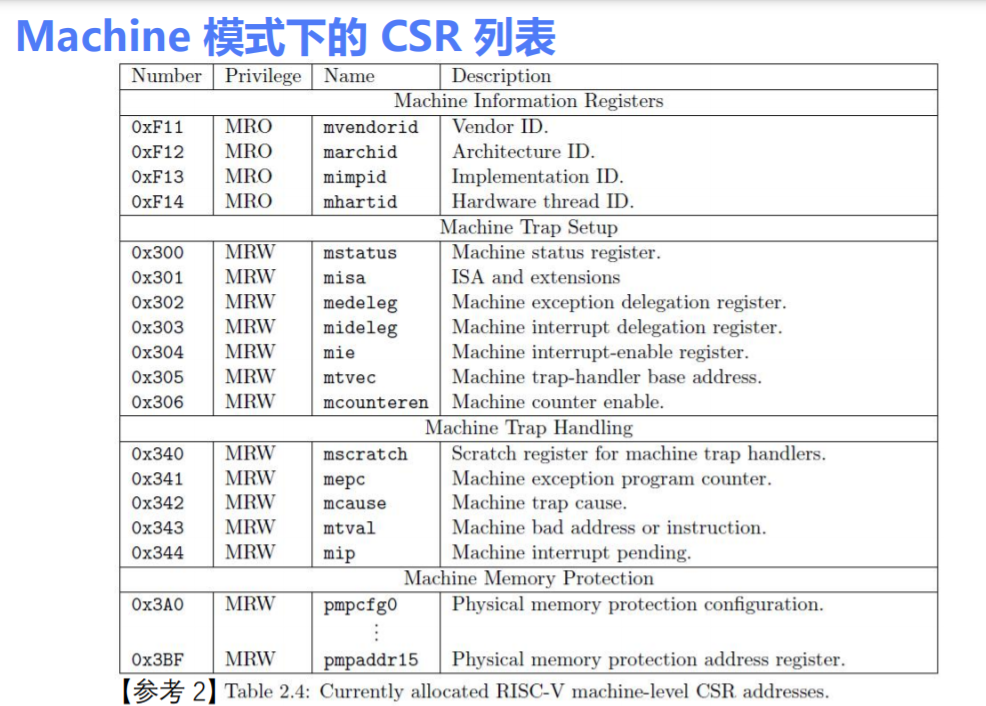 Machine 模式下的 CSR 列表
Number Privilege Name Description
Machine Information Registers
0xF11 MRO mvendorid Vendor ID.
0xF12 MRO marchid Architecture ID.
0xF13 MRO mimpid Implementation ID.
0xF14 MRO mhartid Hardware thread ID.
Machine Trap Setup
0x300 MRW mstatus Machine status register.
0x301 MRW misa ISA and extensions
0x302 MRW medeleg Machine exception delegation register.
0x303 MRW mideleg Machine interrupt delegation register.
0x304 MRW mie Machine interrupt-enable register.
0x305 MRW mtvec Machine trap-handler base address.
0x306 MRW mcounteren Machine counter enable.
Machine Trap Handling
0x340 MRW mscratch Scratch register for machine trap handlers.
0x341 MRW mepc Machine exception program counter.
0x342 MRW mcause Machine trap cause.
0x343 MRW mtval Machine bad address or instruction.
0x344 MRW mip Machine interrupt pending.
Machine Memory Protection
0x3A0 MRW pmpcfg0 Physical memory protection configuration.
⋮
0x3BF MRW pmpaddr15 Physical memory protection address register.
【参考 2】Table 2.4: Currently allocated RISC-V machine-level CSR addresses.